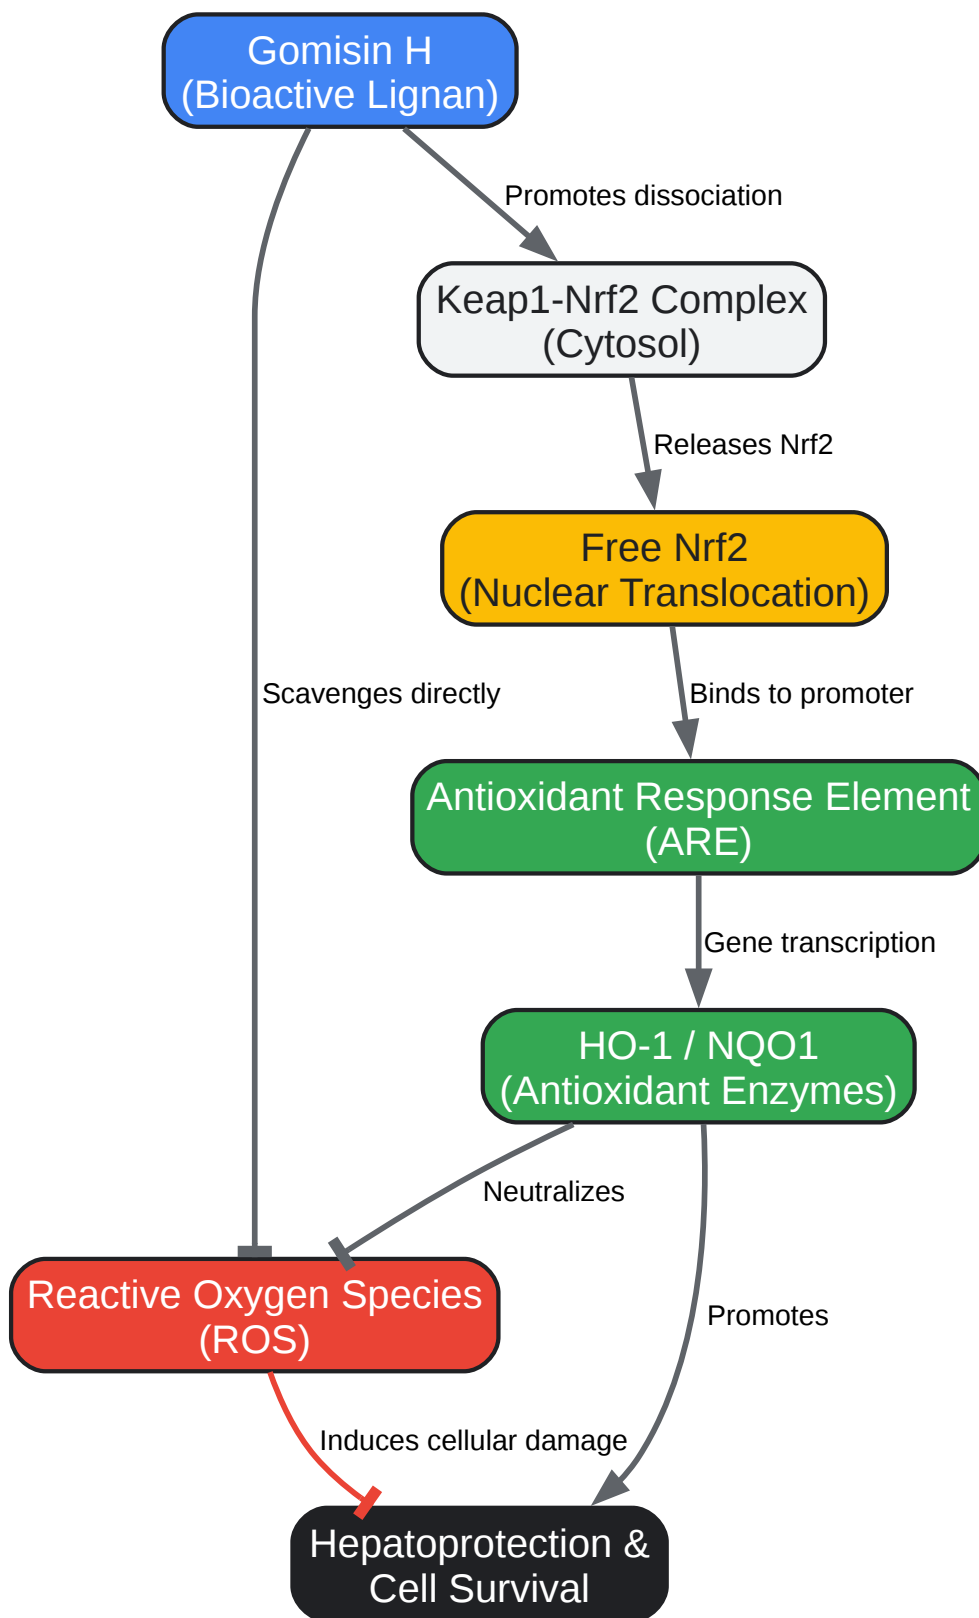 Gomisin H
(Bioactive Lignan)
Promotes dissociation
Keap1-Nrf2 Complex
(Cytosol)
Releases Nrf2
Free Nrf2
(Nuclear Translocation)
Scavenges directly
Binds to promoter
Antioxidant Response Element
(ARE)
Gene transcription
HO-1 / NQO1
(Antioxidant Enzymes)
Neutralizes
Reactive Oxygen Species
(ROS)
Promotes
Induces cellular damage
Hepatoprotection &
Cell Survival